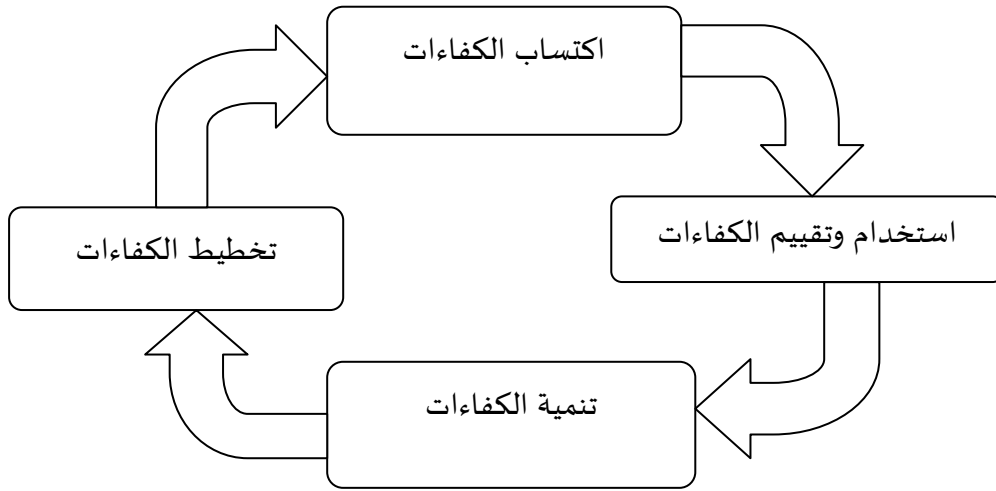 اكتساب الكفاءات
استخدام وتقييم الكفاءات
تخطيط الكفاءات
تنمية الكفاءات